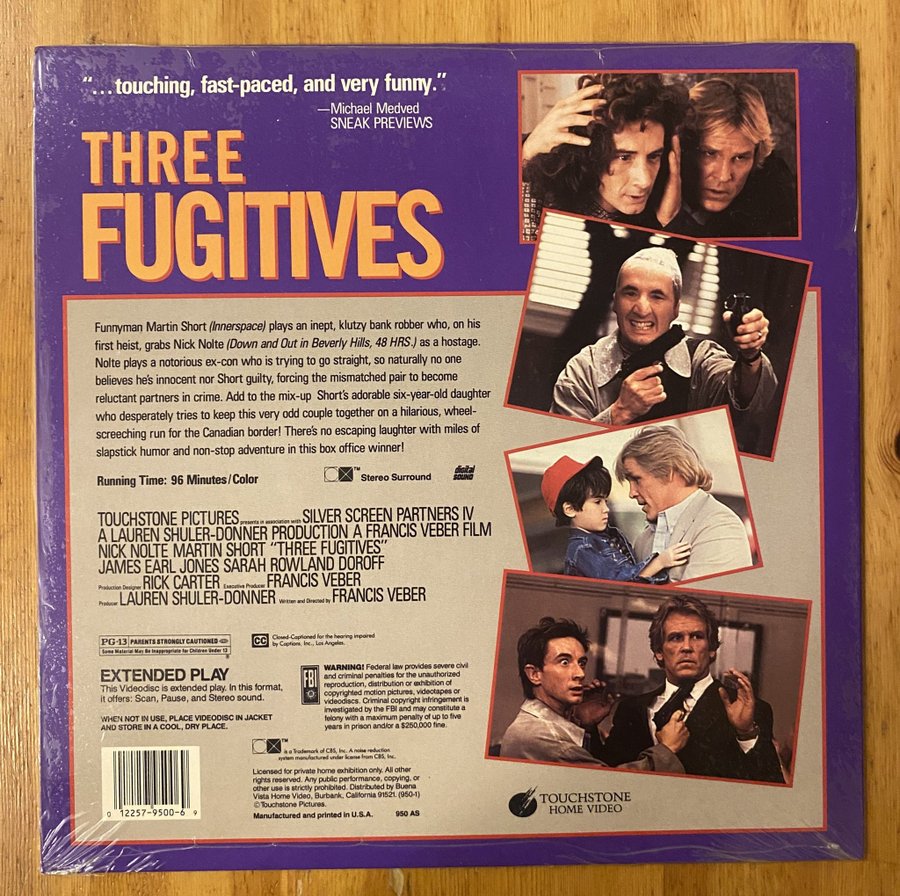 “...touching, fast-paced, and very funny.”
—Michael Medved
SNEAK PREVIEWS
THREE
FUGITIVES
Funnyman Martin Short (Innerspace) plays an inept, klutzy bank robber who, on his
first heist, grabs Nick Nolte (Down and Out in Beverly Hills, 48 HRS.) as a hostage.
Nolte plays a notorious ex-con who is trying to go straight, so naturally no one
believes he's innocent nor Short guilty, forcing the mismatched pair to become
reluctant partners in crime. Add to the mix-up Short's adorable six-year-old daughter
who desperately tries to keep this very odd couple together on a hilarious, wheel-
screeching run for the Canadian border! There's no escaping laughter with miles of
slapstick humor and non-stop adventure in this box office winner!
Running Time: 96 Minutes/Color
CX™ Stereo Surround
digital SOUND
TOUCHSTONE PICTURES presents in association with SILVER SCREEN PARTNERS IV
A LAUREN SHULER-DONNER PRODUCTION A FRANCIS VEBER FILM
NICK NOLTE MARTIN SHORT “THREE FUGITIVES”
JAMES EARL JONES SARAH ROWLAND DOROFF
Production Designer RICK CARTER Executive Producer FRANCIS VEBER
Producer LAUREN SHULER-DONNER Written and Directed by FRANCIS VEBER
PG-13 PARENTS STRONGLY CAUTIONED
Some Material May Be Inappropriate for Children Under 13
CC Closed-Captioned for the hearing impaired
by Captions, Inc., Los Angeles.
EXTENDED PLAY
This Videodisc is extended play. In this format,
it offers: Scan, Pause, and Stereo sound.
WHEN NOT IN USE, PLACE VIDEODISC IN JACKET
AND STORE IN A COOL, DRY PLACE.
FBI
WARNING! Federal law provides severe civil
and criminal penalties for the unauthorized
reproduction, distribution or exhibition of
copyrighted motion pictures, videotapes or
videodiscs. Criminal copyright infringement is
investigated by the FBI and may constitute a
felony with a maximum penalty of up to five
years in prison and/or a $250,000 fine.
CX™ is a Trademark of CBS, Inc. A noise reduction
system manufactured under license from CBS, Inc.
Licensed for private home exhibition only. All other
rights reserved. Any public performance, copying, or
other use is strictly prohibited. Distributed by Buena
Vista Home Video, Burbank, California 91521. (950-1)
©Touchstone Pictures.
Manufactured and printed in U.S.A. 950 AS
0 12257-9500-6 9
TOUCHSTONE
HOME VIDEO